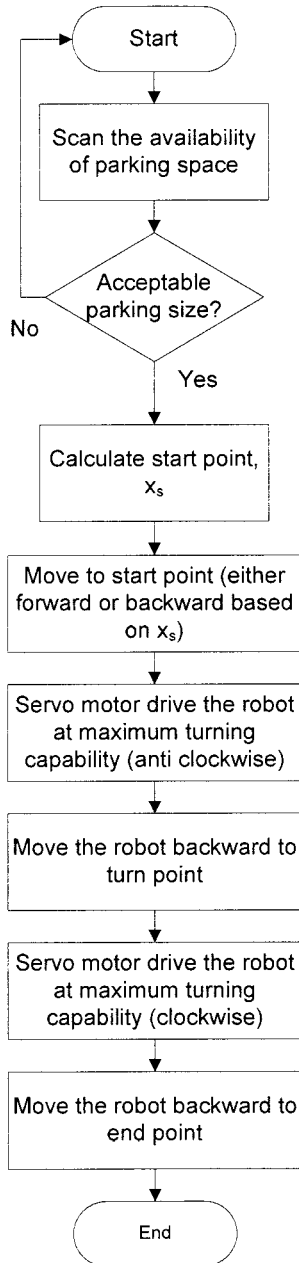 Start
Scan the availability
of parking space
Acceptable
parking size?
No
Yes
Calculate start point,
xₛ
Move to start point (either
forward or backward based
on xₛ)
Servo motor drive the robot
at maximum turning
capability (anti clockwise)
Move the robot backward to
turn point
Servo motor drive the robot
at maximum turning
capability (clockwise)
Move the robot backward to
end point
End